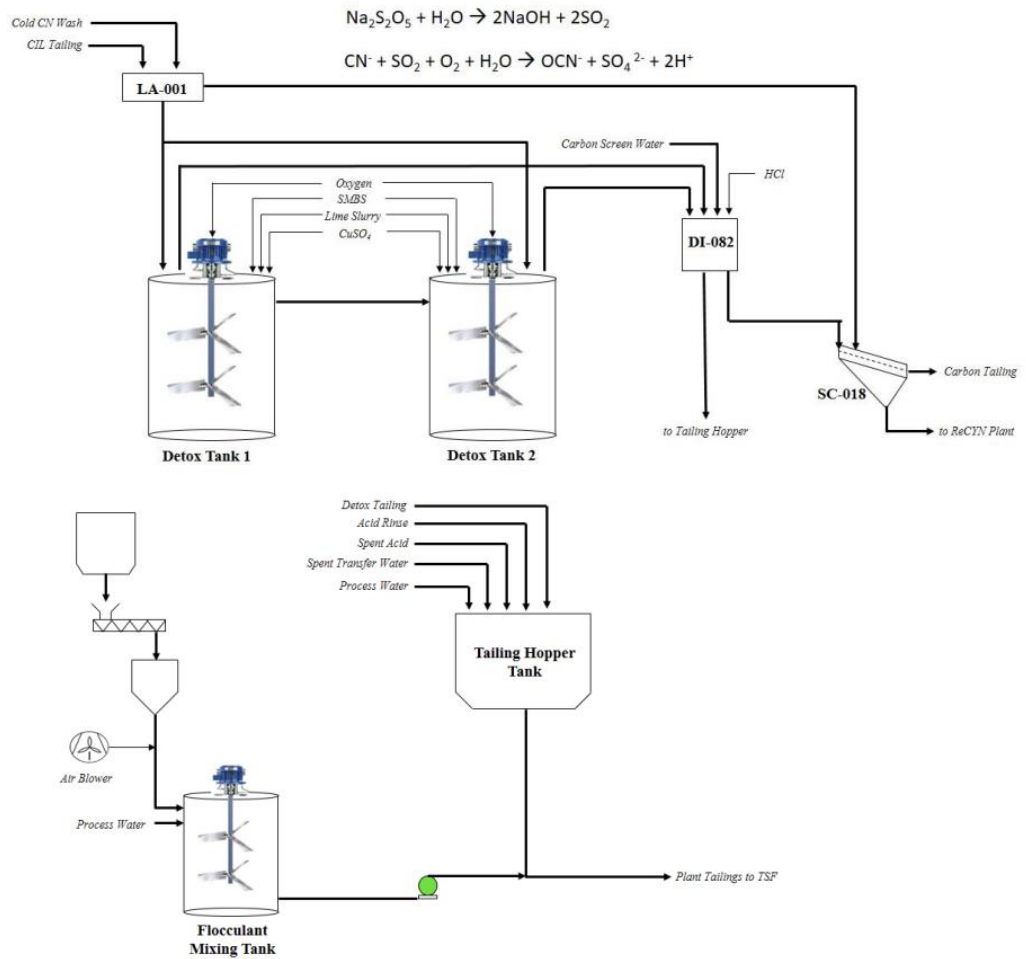 Na₂S₂O₅ + H₂O → 2NaOH + 2SO₂
CN⁻ + SO₂ + O₂ + H₂O → OCN⁻ + SO₄ ²⁻ + 2H⁺
Cold CN Wash
CIL Tailing
LA-001
Carbon Screen Water
HCl
Oxygen
SMBS
Lime Slurry
CuSO₄
DI-082
Carbon Tailing
SC-018
to Tailing Hopper
to ReCYN Plant
Detox Tank 1
Detox Tank 2
Detox Tailing
Acid Rinse
Spent Acid
Spent Transfer Water
Process Water
Tailing Hopper
Tank
Air Blower
Process Water
Plant Tailings to TSF
Flocculant
Mixing Tank